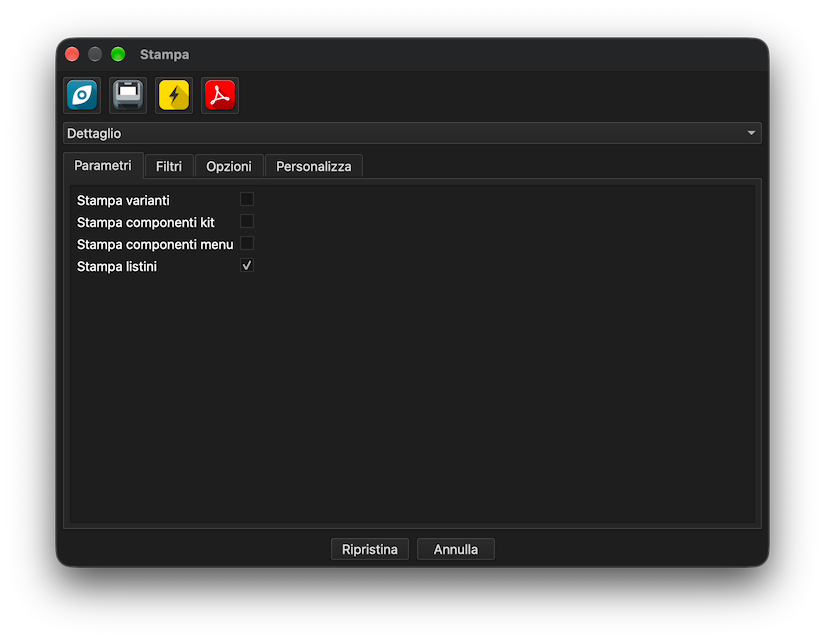 Stampa
Dettaglio
Parametri Filtri Opzioni Personalizza
Stampa varianti
Stampa componenti kit
Stampa componenti menu
Stampa listini
Ripristina Annulla